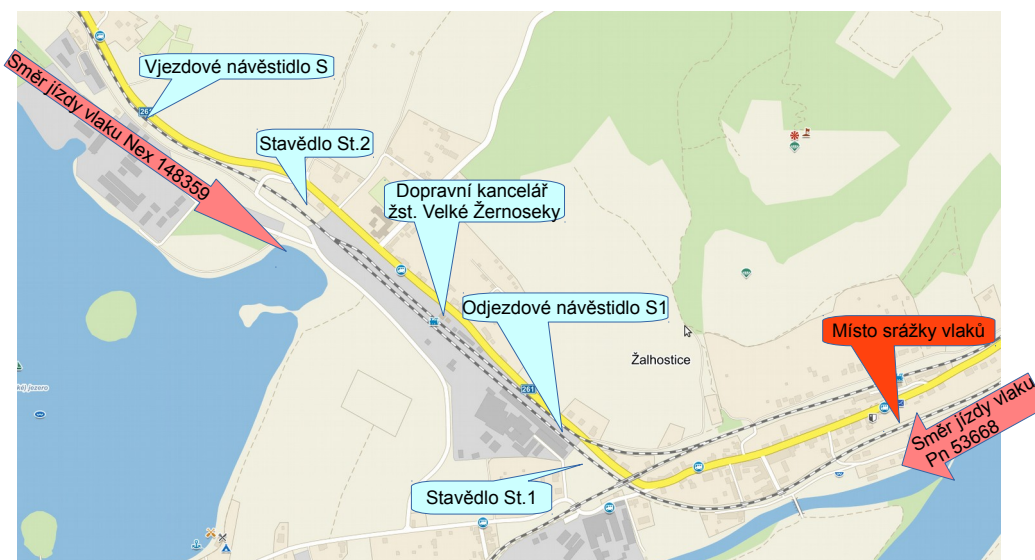 Vjezdové návěstidlo S
Směr jízdy vlaku Nex 148359
261
Stavědlo St.2
Dopravní kancelář
žst. Velké Žernoseky
Odjezdové návěstidlo S1
Místo srážky vlaků
Žalhostice
261
Směr jízdy vlaku
Pn 53668
Stavědlo St.1